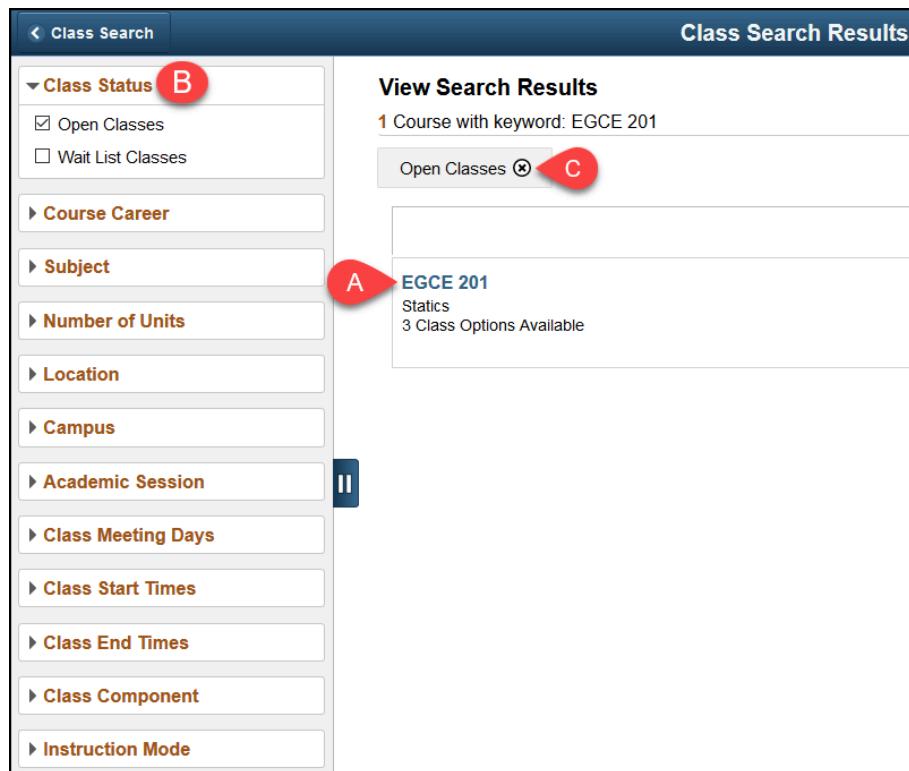 Class Search
Class Search Results
Class Status B
Open Classes
Wait List Classes
Course Career
Subject
Number of Units
Location
Campus
Academic Session
Class Meeting Days
Class Start Times
Class End Times
Class Component
Instruction Mode
View Search Results
1 Course with keyword: EGCE 201
Open Classes C
A EGCE 201
Statics
3 Class Options Available